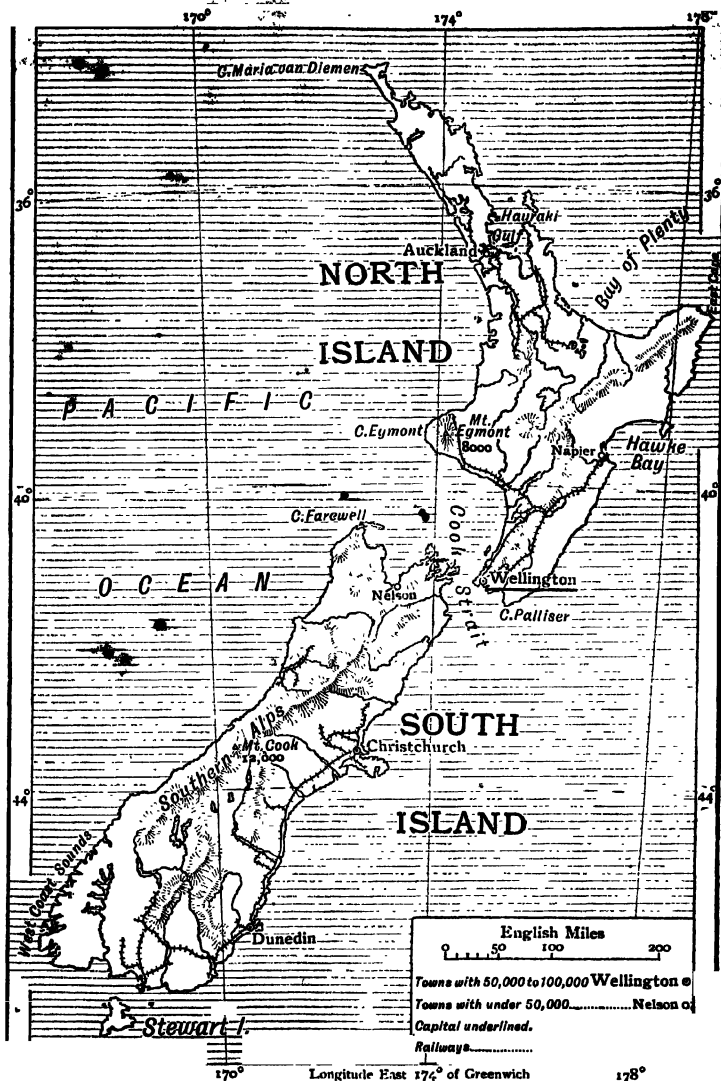 170°
174°
178°
C.Maria van Diemen
36°
36°
Hauraki
Gulf
Auckland
Bay of Plenty
NORTH
East Cape
ISLAND
PACIFIC
C.Eymont
Mt.
Egmont
8000
Napier
Hawke
Bay
40°
40°
C.Farewell
Cook Strait
OCEAN
Nelson
Wellington
C.Palliser
Southern Alps
SOUTH
Mt.Cook
12,000
Christchurch
44°
44°
ISLAND
West Coast Sounds
Dunedin
English Miles
0 50 100 200
Towns with 50,000 to 100,000 Wellington
Towns with under 50,000.............. Nelson
Capital underlined.
Railways..............
Stewart I.
170°
Longitude East 174° of Greenwich
178°